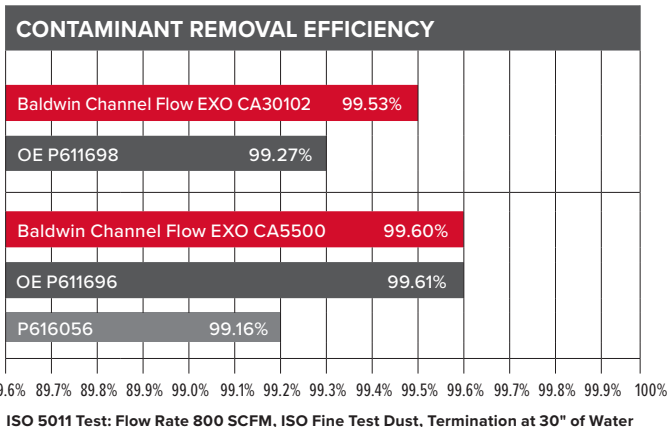 CONTAMINANT REMOVAL EFFICIENCY
Baldwin Channel Flow EXO CA30102 99.53%
OE P611698 99.27%
Baldwin Channel Flow EXO CA5500 99.60%
OE P611696 99.61%
P616056 99.16%
9.6% 89.7% 89.8% 89.9% 99.0% 99.1% 99.2% 99.3% 99.4% 99.5% 99.6% 99.7% 99.8% 99.9% 100%
ISO 5011 Test: Flow Rate 800 SCFM, ISO Fine Test Dust, Termination at 30" of Water